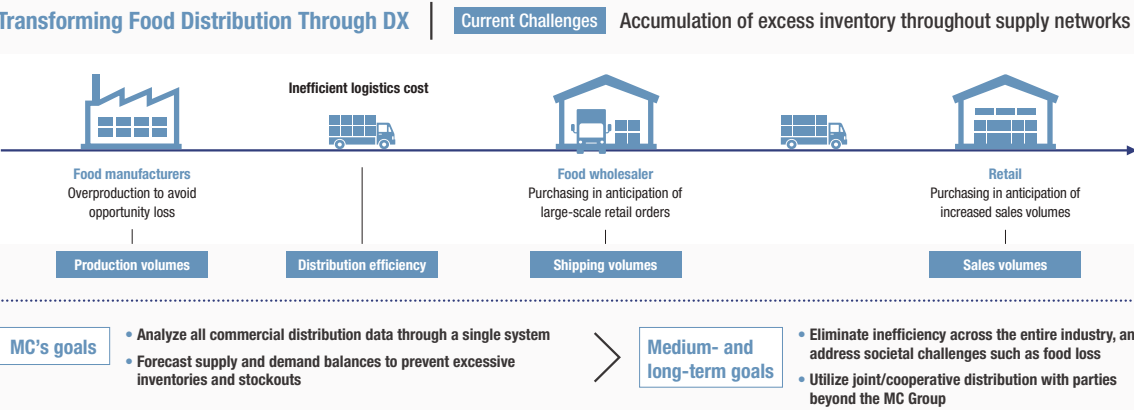 Transforming Food Distribution Through DX
Current Challenges
Accumulation of excess inventory throughout supply networks
Inefficient logistics cost
Food manufacturers
Overproduction to avoid
opportunity loss
Food wholesaler
Purchasing in anticipation of
large-scale retail orders
Retail
Purchasing in anticipation of
increased sales volumes
Production volumes
Distribution efficiency
Shipping volumes
Sales volumes
MC's goals
• Analyze all commercial distribution data through a single system
• Forecast supply and demand balances to prevent excessive
inventories and stockouts
Medium- and
long-term goals
• Eliminate inefficiency across the entire industry, an
address societal challenges such as food loss
• Utilize joint/cooperative distribution with parties
beyond the MC Group